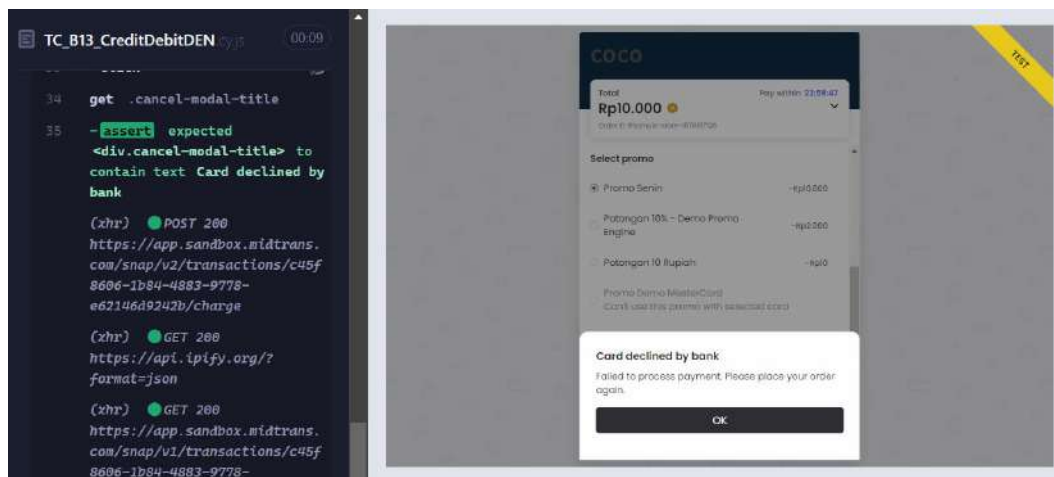 TC_B13_CreditDebitDEN.cy.js 00:09
34 get .cancel-modal-title
35 -assert expected
<div.cancel-modal-title> to
contain text Card declined by
bank
(xhr) POST 200
https://app.sandbox.midtrans.
com/snap/v2/transactions/c45f
8606-1b84-4883-9778-
e62146d9242b/charge
(xhr) GET 200
https://api.ipify.org/?
format=json
(xhr) GET 200
https://app.sandbox.midtrans.
com/snap/v1/transactions/c45f
8606-1b84-4883-9778-
TEST
COCO
Total Pay within
Rp10.000
Select promo
Promo Senin -Rp10.000
Potongan 10% - Demo Promo
Engine
Potongan 10 Rupiah -Rp10
Promo Demo MasterCard
Can't use this promo with selected card
Card declined by bank
Failed to process payment. Please place your order
again.
OK